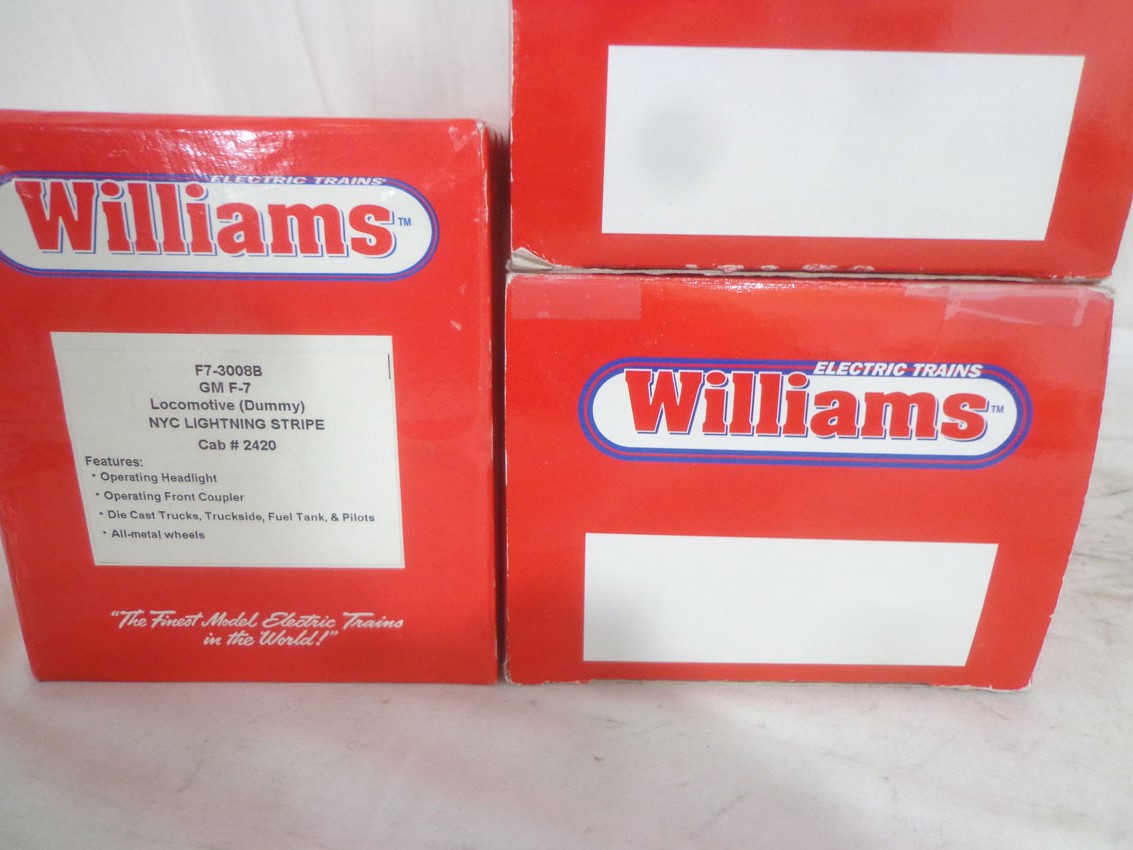 ELECTRIC TRAINS
Williams™
F7-3008B
GM F-7
Locomotive (Dummy)
NYC LIGHTNING STRIPE
Cab # 2420
Features:
• Operating Headlight
• Operating Front Coupler
• Die Cast Trucks, Truckside, Fuel Tank, & Pilots
• All-metal wheels
"The Finest Model Electric Trains
in the World!"
ELECTRIC TRAINS
Williams™